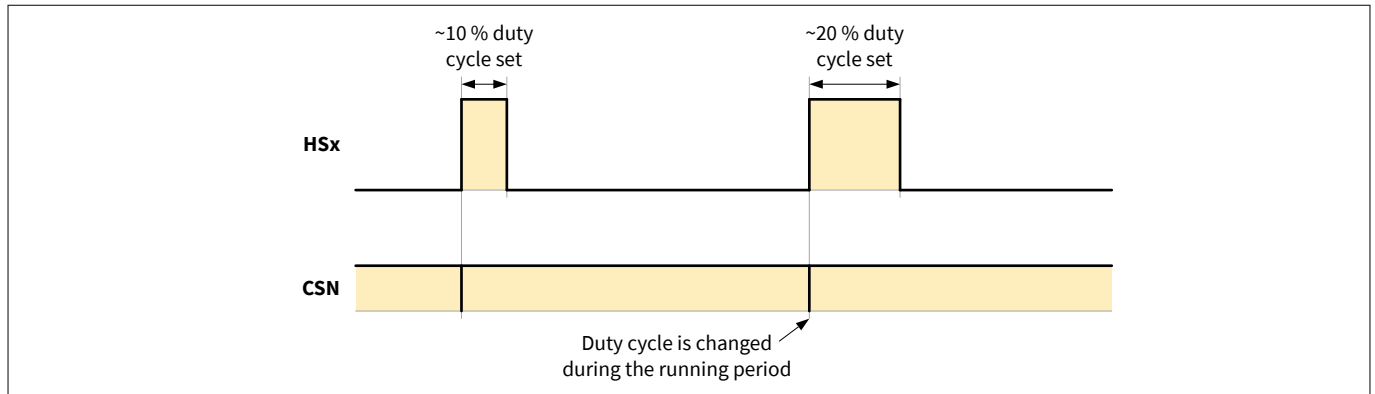 ~10 % duty
cycle set
~20 % duty
cycle set
HSx
CSN
Duty cycle is changed
during the running period